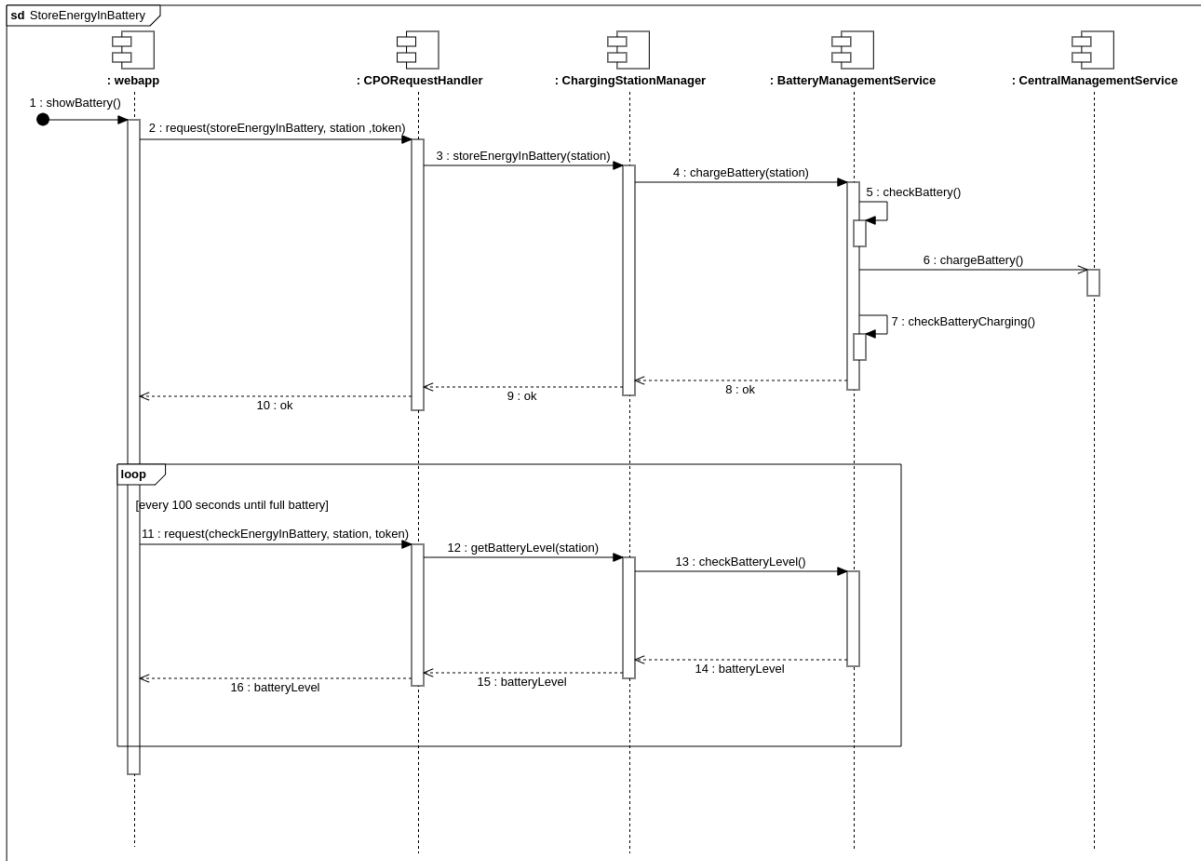 sd StoreEnergyInBattery
: webapp
: CPORequestHandler
: ChargingStationManager
: BatteryManagementService
: CentralManagementService
1 : showBattery()
2 : request(storeEnergyInBattery, station ,token)
3 : storeEnergyInBattery(station)
4 : chargeBattery(station)
5 : checkBattery()
6 : chargeBattery()
7 : checkBatteryCharging()
8 : ok
9 : ok
10 : ok
loop
[every 100 seconds until full battery]
11 : request(checkEnergyInBattery, station, token)
12 : getBatteryLevel(station)
13 : checkBatteryLevel()
14 : batteryLevel
15 : batteryLevel
16 : batteryLevel